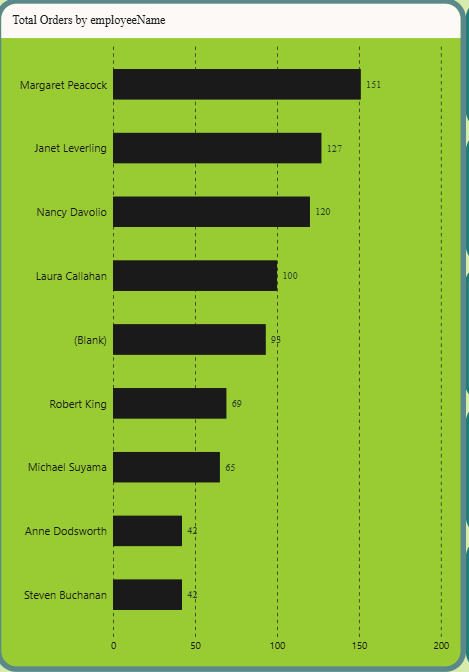 Total Orders by employeeName
Margaret Peacock 151
Janet Leverling 127
Nancy Davolio 120
Laura Callahan 100
(Blank) 93
Robert King 69
Michael Suyama 65
Anne Dodsworth 42
Steven Buchanan 42
0 50 100 150 200